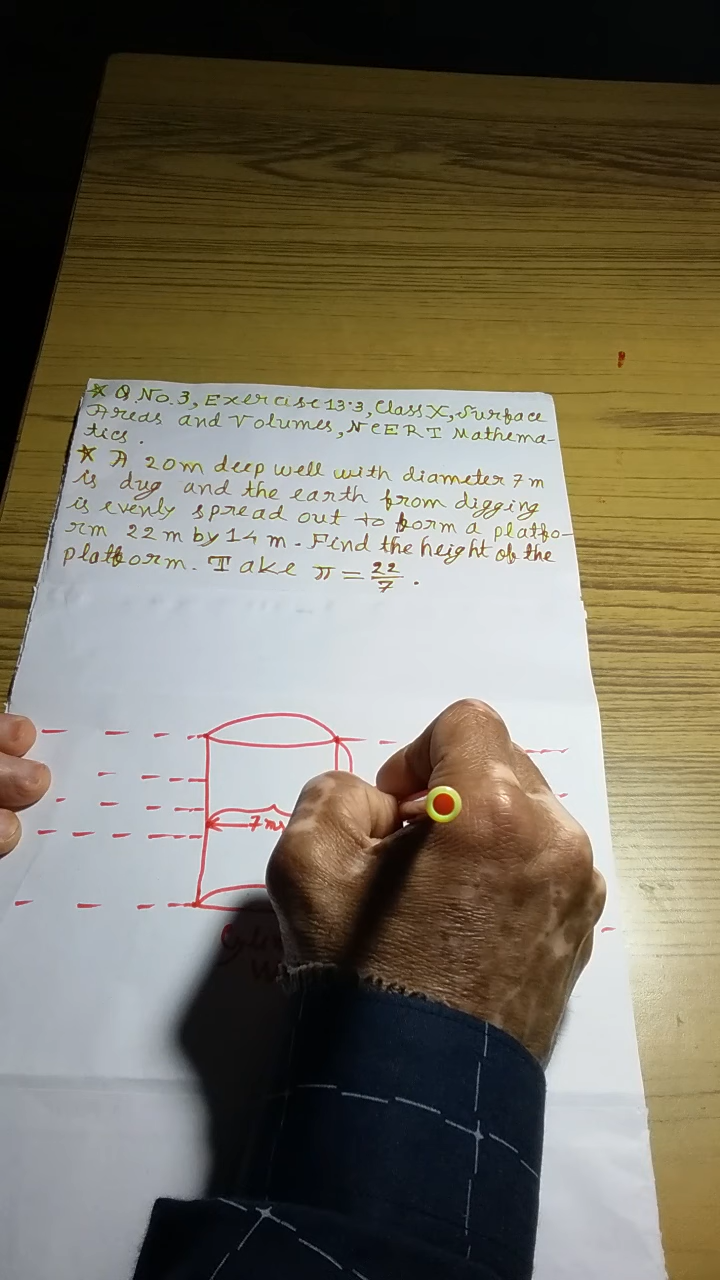 * Q No. 3, Exercise 13.3, Class X, Surface
Areas and Volumes, NCERT Mathema-
tics.
* A 20m deep well with diameter 7m
is dug and the earth from digging
is evenly spread out to form a platfo-
rm 22 m by 14 m. Find the height of the
platform. Take π = 22/7 .
7m